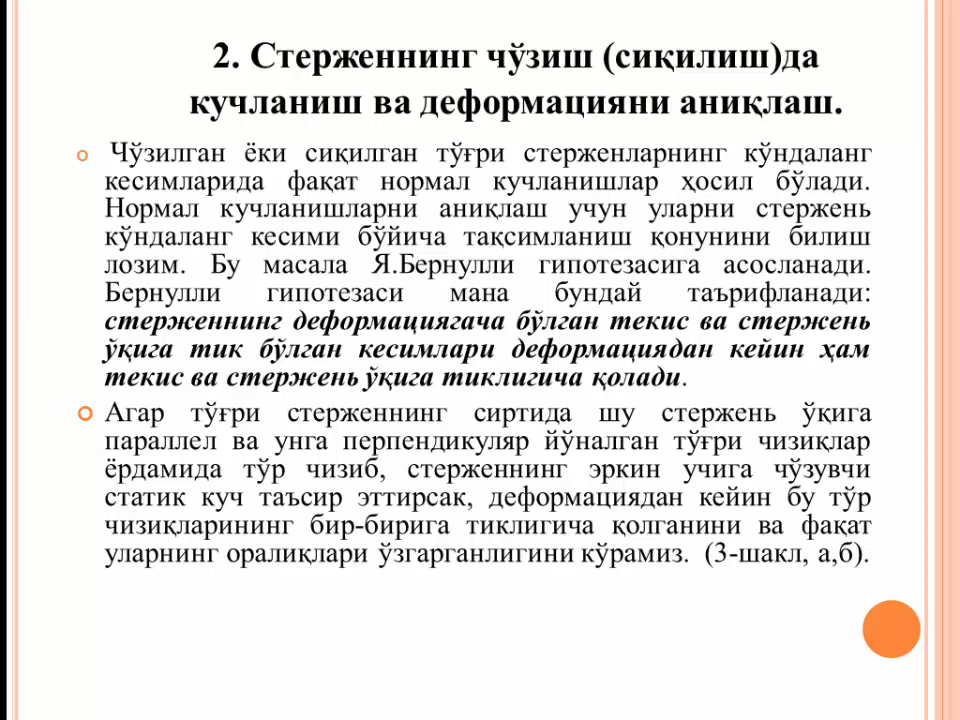 2. Стерженнинг чўзиш (сиқилиш)да
кучланиш ва деформацияни аниқлаш.
Чўзилган ёки сиқилган тўғри стерженларнинг кўндаланг
кесимларида фақат нормал кучланишлар ҳосил бўлади.
Нормал кучланишларни аниқлаш учун уларни стержень
кўндаланг кесими бўйича тақсимланиш қонунини билиш
лозим. Бу масала Я.Бернулли гипотезасига асосланади.
Бернулли гипотезаси мана бундай таърифланади:
стерженнинг деформациягача бўлган текис ва стержень
ўқига тик бўлган кесимлари деформациядан кейин ҳам
текис ва стержень ўқига тиклигича қолади.
Агар тўғри стерженнинг сиртида шу стержень ўқига
параллел ва унга перпендикуляр йўналган тўғри чизиқлар
ёрдамида тўр чизиб, стерженнинг эркин учига чўзувчи
статик куч таъсир эттирсак, деформациядан кейин бу тўр
чизиқларининг бир-бирига тиклигича қолганини ва фақат
уларнинг оралиқлари ўзгарганлигини кўрамиз. (3-шакл, а,б).